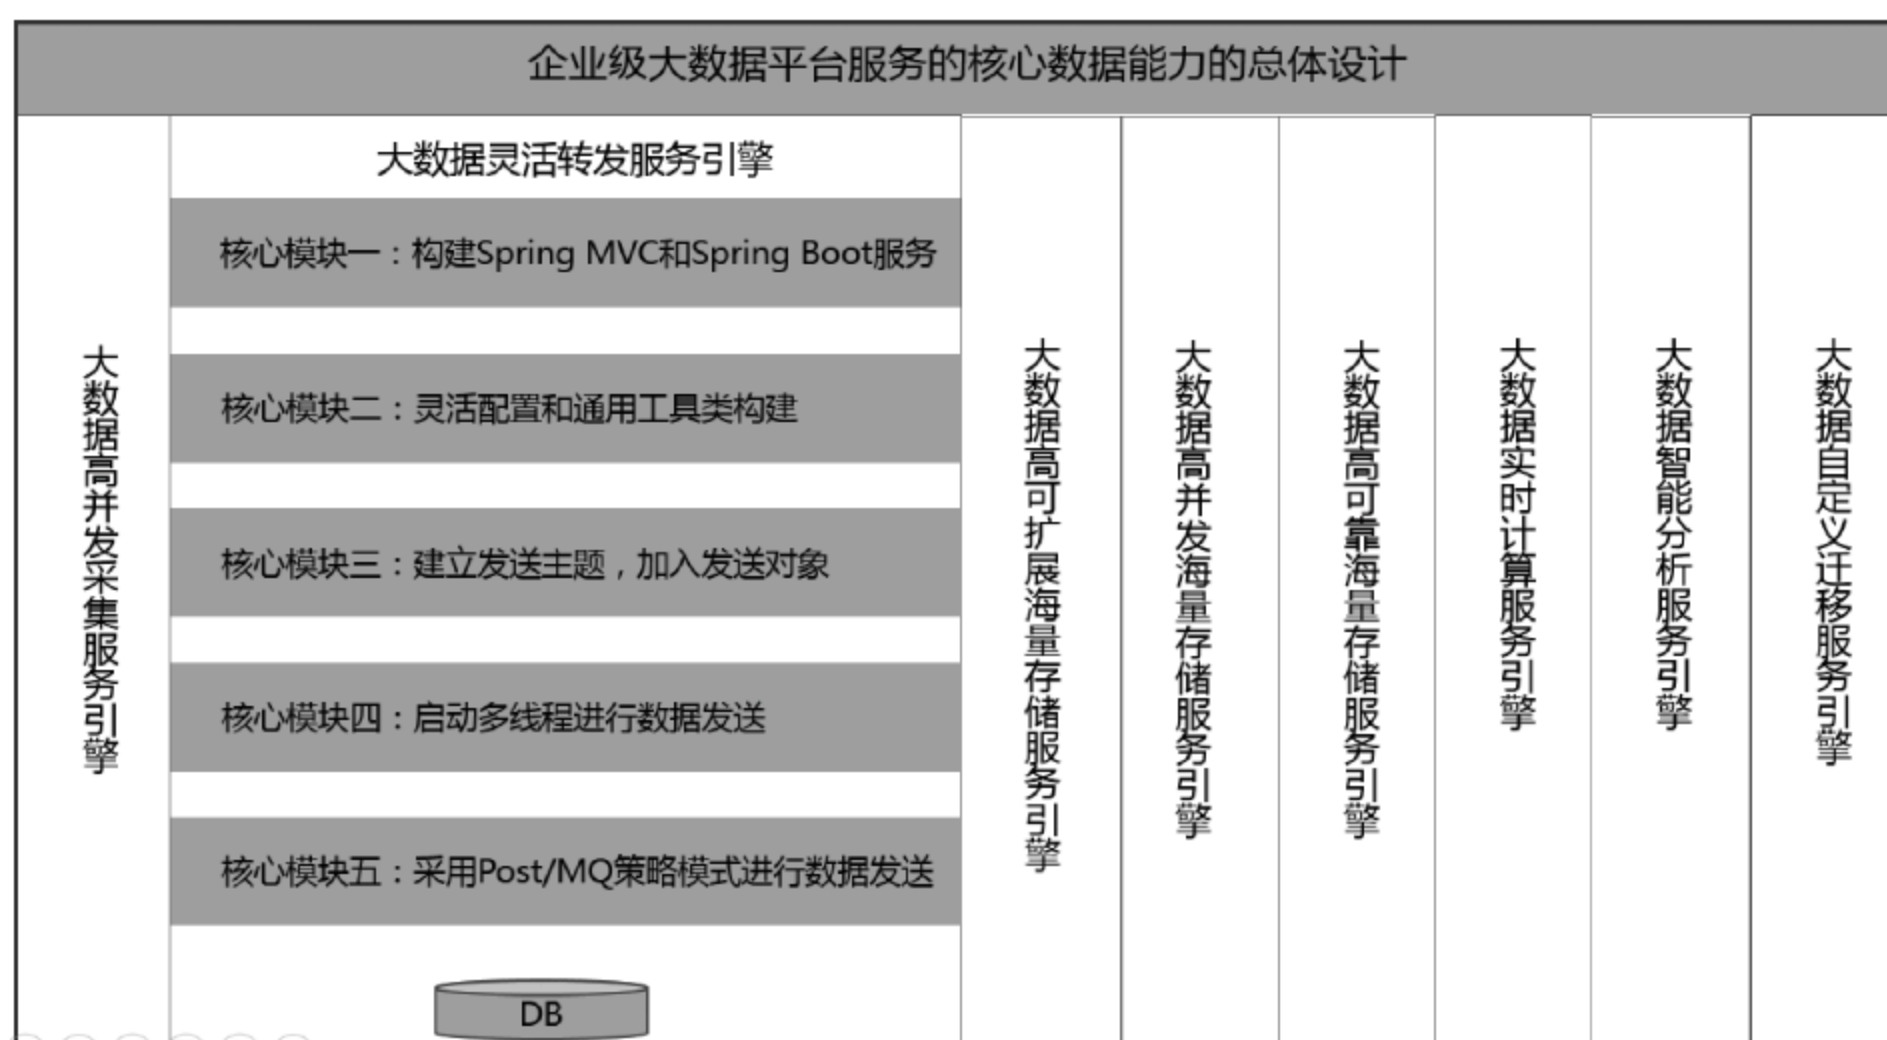 企业级大数据平台服务的核心数据能力的总体设计
大数据高并发采集服务引擎
大数据灵活转发服务引擎
核心模块一：构建Spring MVC和Spring Boot服务
核心模块二：灵活配置和通用工具类构建
核心模块三：建立发送主题，加入发送对象
核心模块四：启动多线程进行数据发送
核心模块五：采用Post/MQ策略模式进行数据发送
DB
大数据高可扩展海量存储服务引擎
大数据高并发海量存储服务引擎
大数据高可靠海量存储服务引擎
大数据实时计算服务引擎
大数据智能分析服务引擎
大数据自定义迁移服务引擎